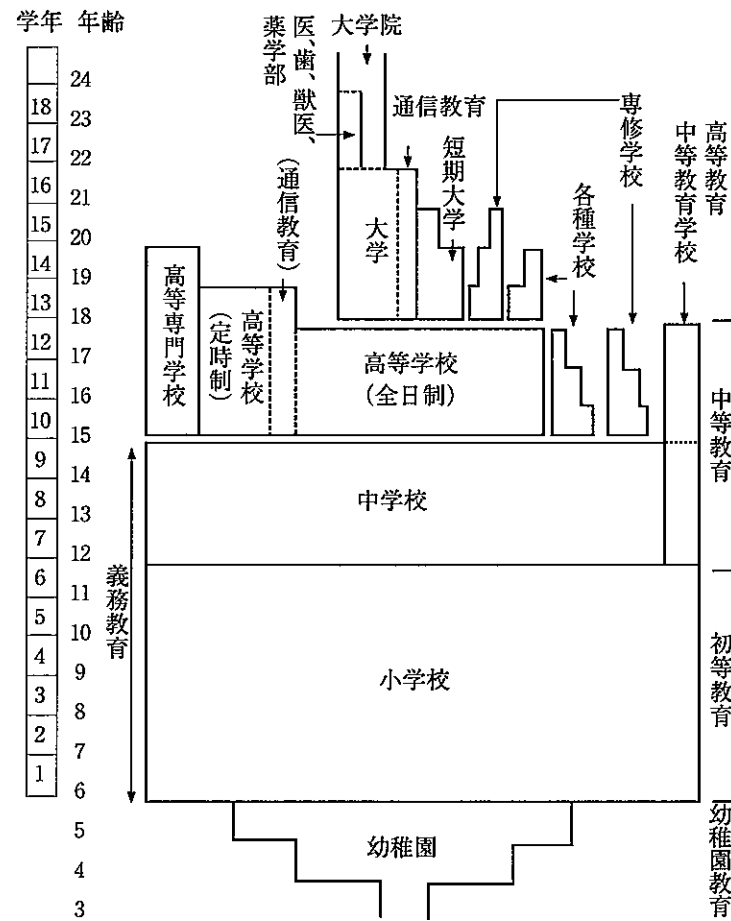 学年 年齢
24
18
23
17
22
16
21
15
20
14
19
13
18
12
17
11
16
10
15
9
14
8
13
7
12
6
11
5
10
4
9
3
8
2
7
1
6
5
4
3
医、歯、獣医、
薬学部
大学院
通信教育
専修学校
高等教育
中等教育学校
(通信教育)
短期大学
各種学校
大学
高等専門学校
高等学校
(定時制)
高等学校
(全日制)
中等教育
中学校
義務教育
初等教育
小学校
幼稚園
幼稚園教育